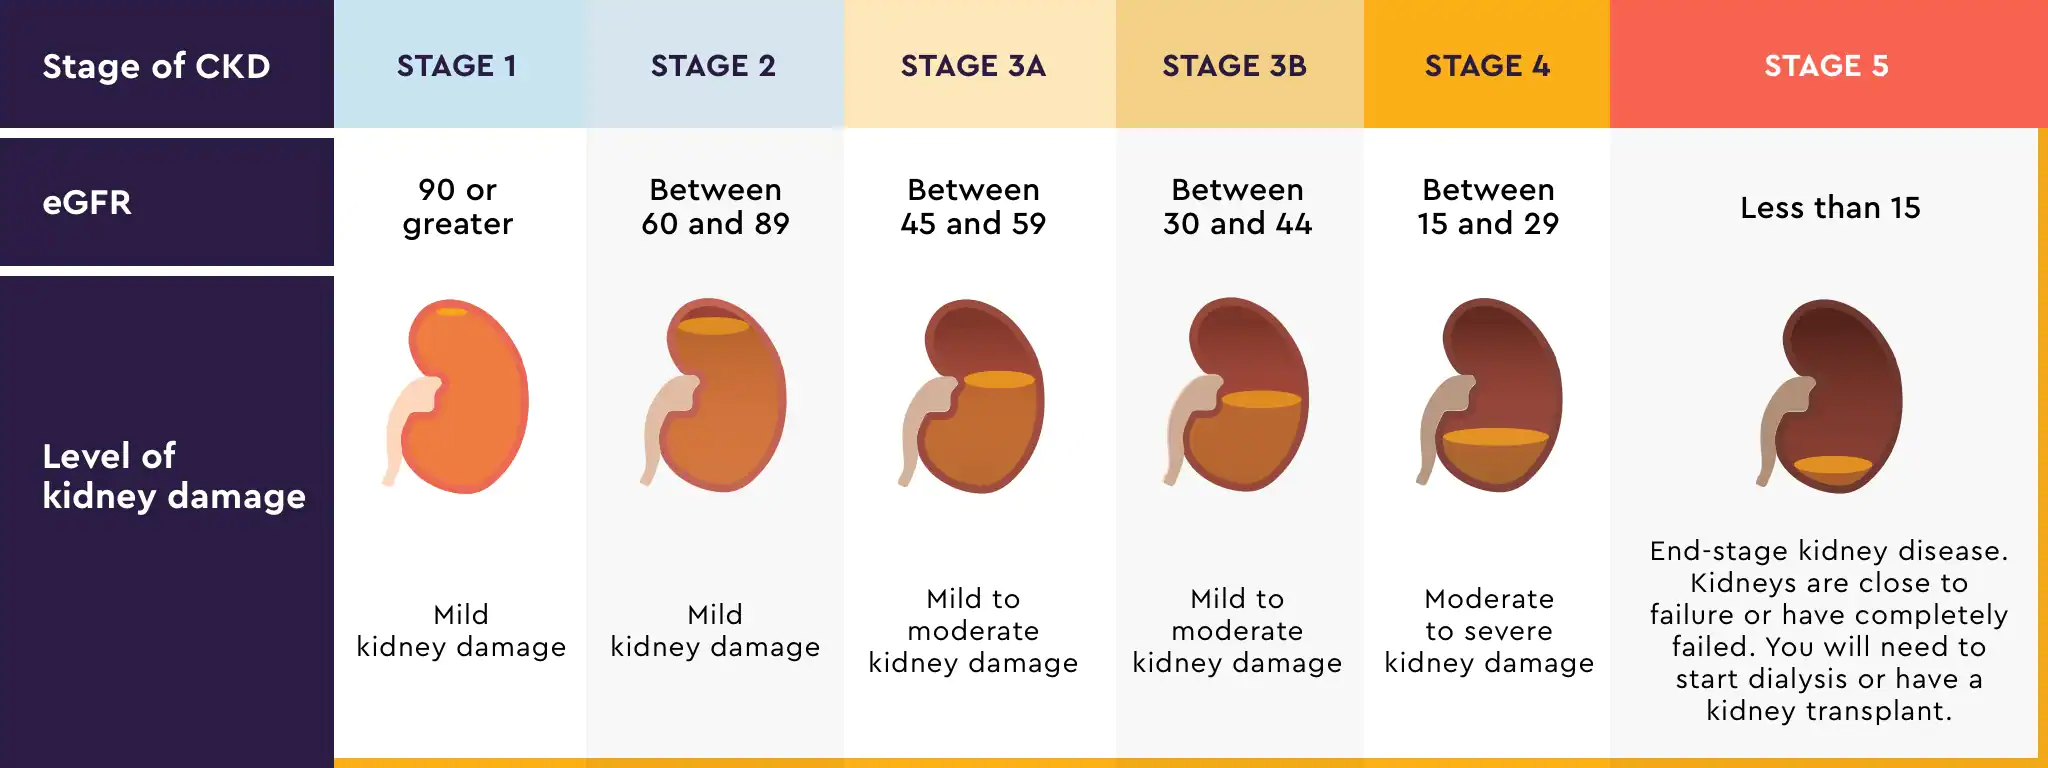 Stage of CKD
STAGE 1
STAGE 2
STAGE 3A
STAGE 3B
STAGE 4
STAGE 5
eGFR
90 or
greater
Between
60 and 89
Between
45 and 59
Between
30 and 44
Between
15 and 29
Less than 15
Level of
kidney damage
Mild
kidney damage
Mild
kidney damage
Mild to
moderate
kidney damage
Mild to
moderate
kidney damage
Moderate
to severe
kidney damage
End-stage kidney disease.
Kidneys are close to
failure or have completely
failed. You will need to
start dialysis or have a
kidney transplant.